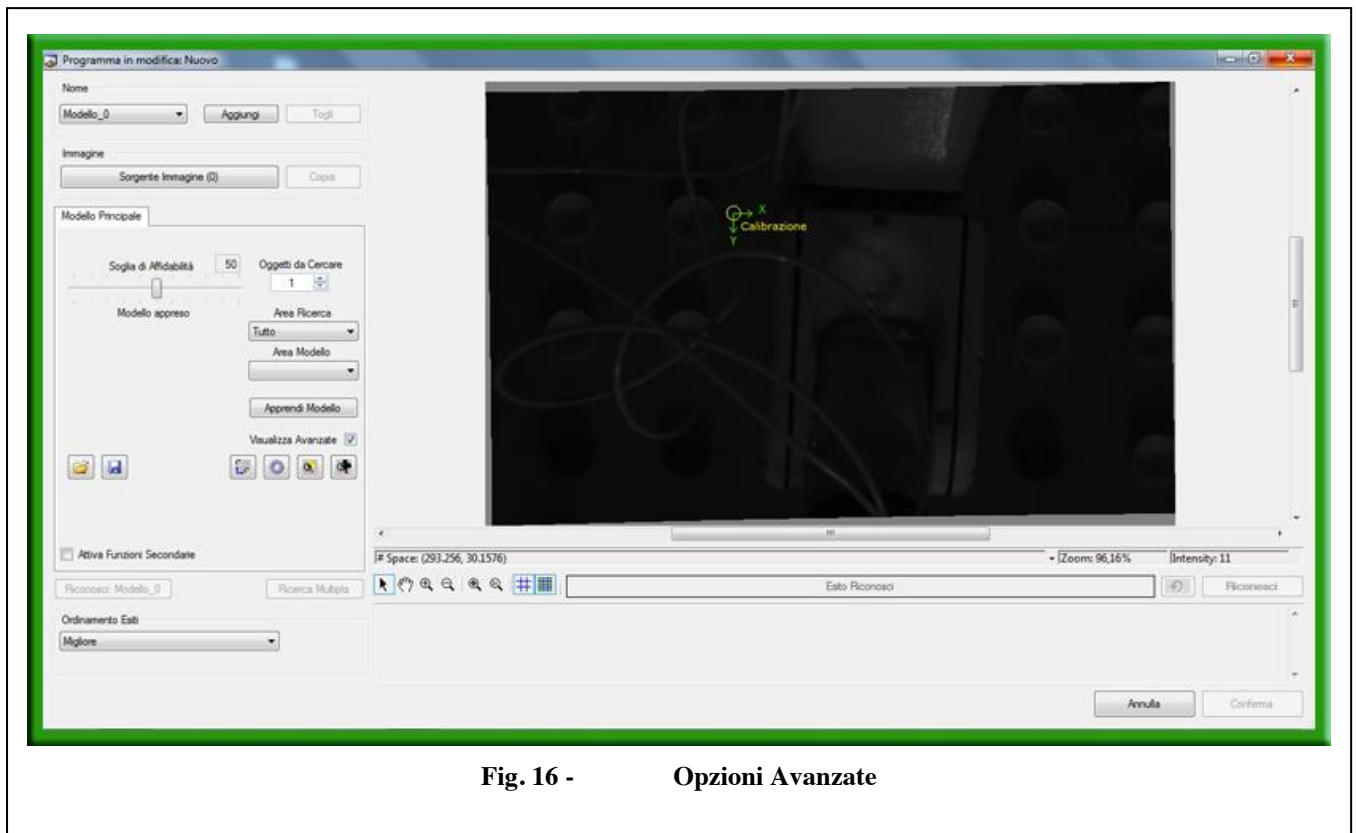 Programma in modifica: Nuovo
Nome
Modello_0
Aggiungi
Togli
Immagine
Sorgente Immagine (0)
Copia
Modello Principale
Soglia di Affidabilità
50
Oggetti da Cercare
1
Modello appreso
Area Ricerca
Tutto
Area Modello
Apprendi Modello
Visualizza Avanzate
Attiva Funzioni Secondarie
Riconosci: Modello_0
Ricerca Multipla
Ordinamento Esiti
Migliore
X
Calibrazione
Y
# Space: (293.256, 30.1576)
Zoom: 96,16%
Intensity: 11
Esito Riconosci
Riconosci
Annulla
Conferma
Fig. 16 - Opzioni Avanzate